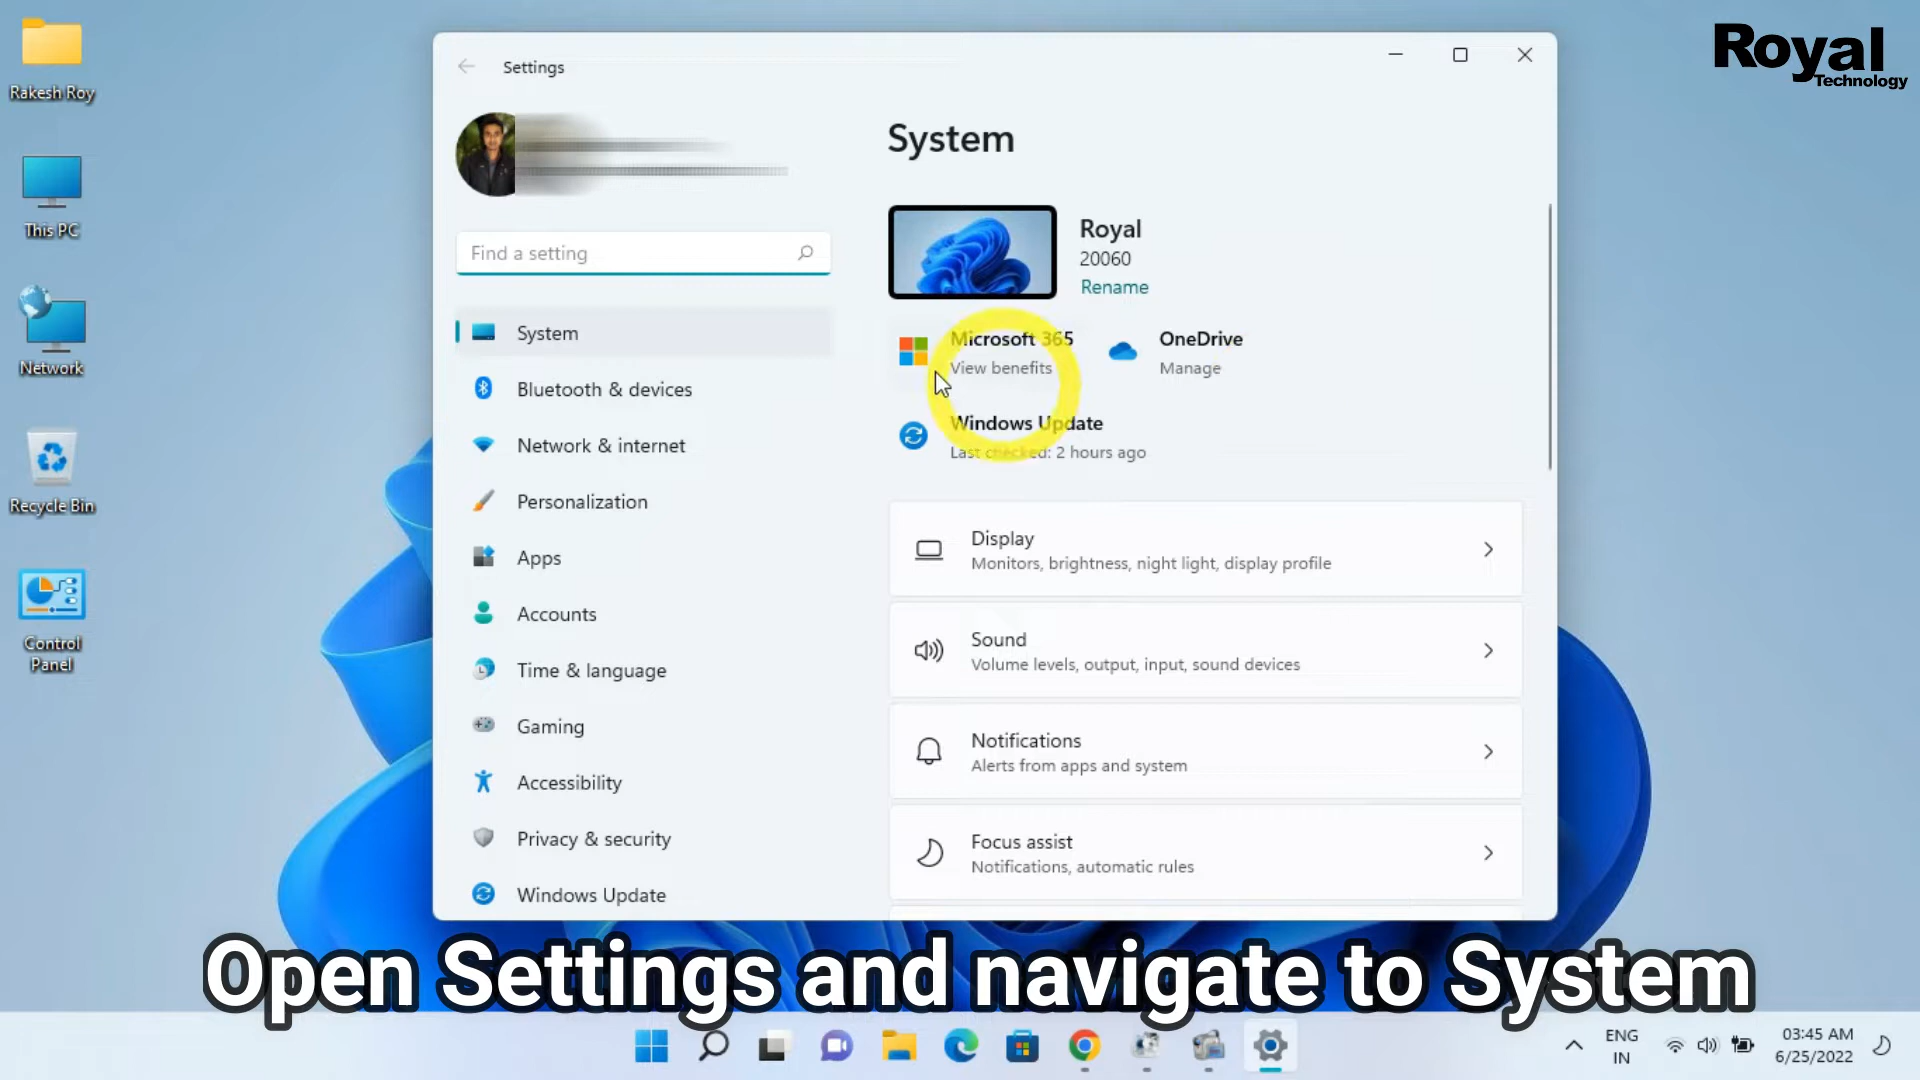 Rakesh Roy
This PC
Network
Recycle Bin
Control
Panel
Settings
Find a setting
System
Bluetooth & devices
Network & internet
Personalization
Apps
Accounts
Time & language
Gaming
Accessibility
Privacy & security
Windows Update
System
Royal
20060
Rename
Microsoft 365
View benefits
OneDrive
Manage
Windows Update
Last checked: 2 hours ago
Display
Monitors, brightness, night light, display profile
Sound
Volume levels, output, input, sound devices
Notifications
Alerts from apps and system
Focus assist
Notifications, automatic rules
Royal
Technology
Open Settings and navigate to System
ENG
IN
03:45 AM
6/25/2022